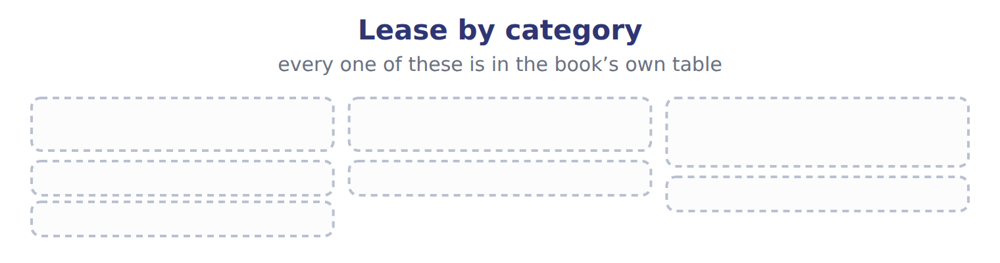 Lease by category
every one of these is in the book’s own table